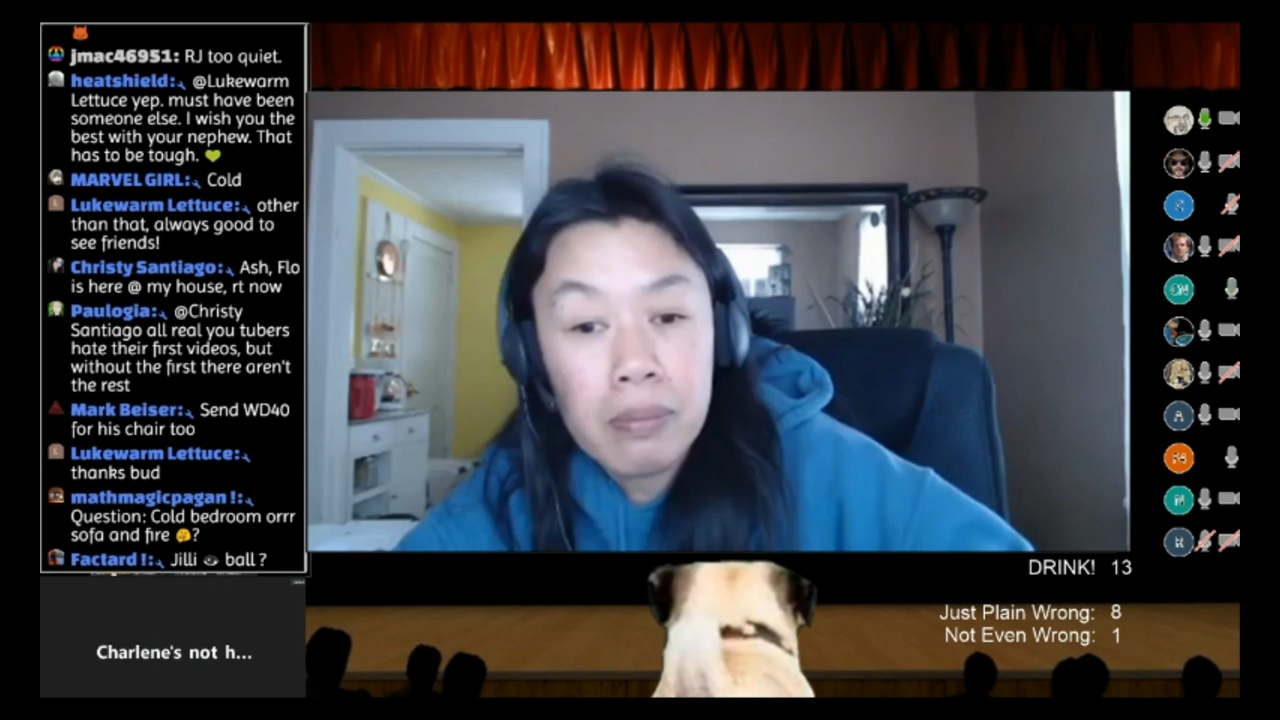 jmac46951: RJ too quiet.
heatshield: @Lukewarm
Lettuce yep. must have been
someone else. I wish you the
best with your nephew. That
has to be tough. 💚
MARVEL GIRL: Cold
Lukewarm Lettuce: other
than that, always good to
see friends!
Christy Santiago: Ash, Flo
is here @ my house, rt now
Paulogia: @Christy
Santiago all real you tubers
hate their first videos, but
without the first there aren't
the rest
Mark Beiser: Send WD40
for his chair too
Lukewarm Lettuce:
thanks bud
mathmagicpagan !:
Question: Cold bedroom orrr
sofa and fire 🤔?
Factard !: Jilli 👁 ball ?
Charlene's not h...
DRINK! 13
Just Plain Wrong: 8
Not Even Wrong: 1
A